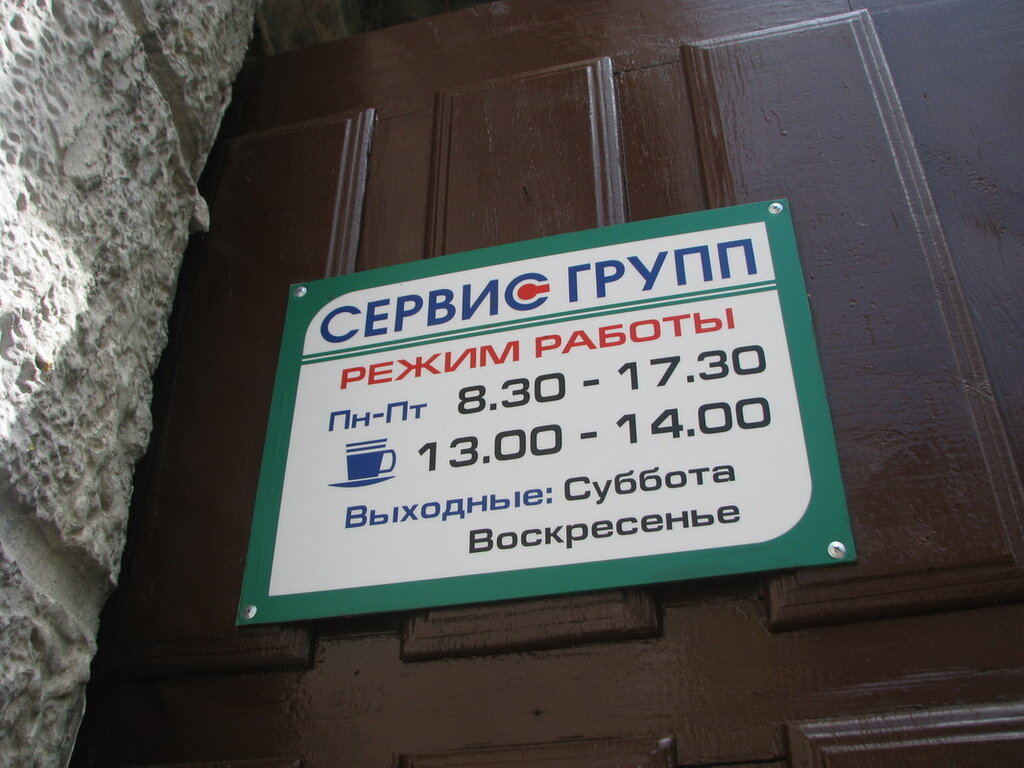 СЕРВИС ГРУПП
РЕЖИМ РАБОТЫ
Пн-Пт 8.30 - 17.30
13.00 - 14.00
Выходные: Суббота
Воскресенье